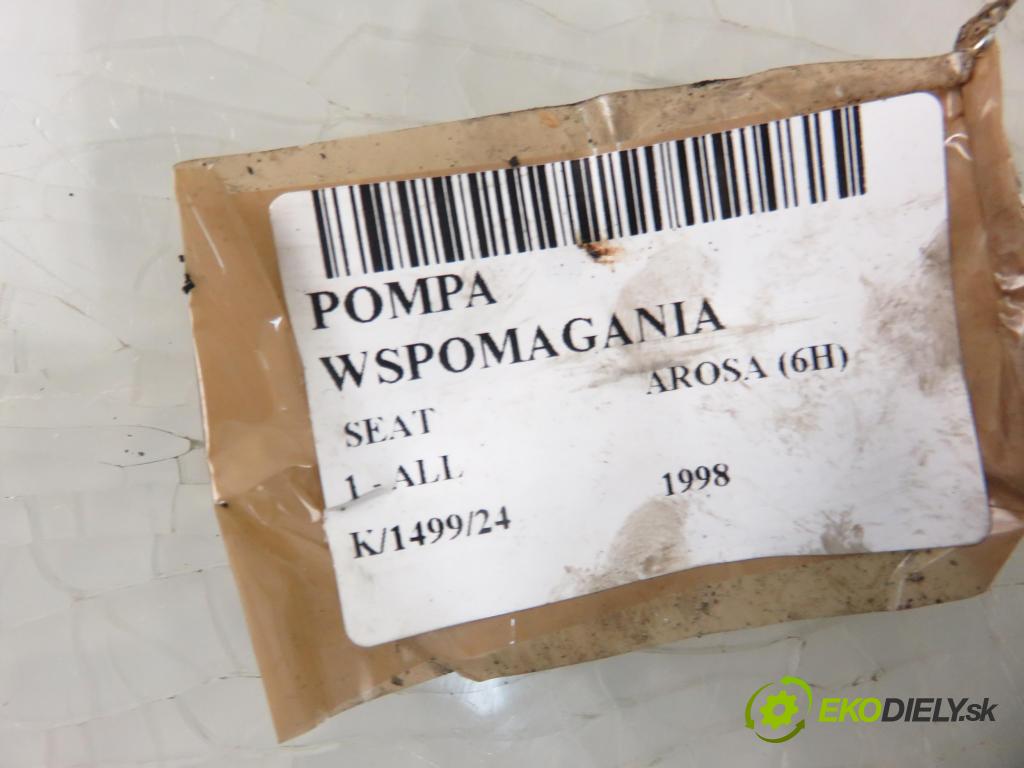 POMPA
WSPOMAGANIA
SEAT AROSA (6H)
1 - ALL 1998
K/1499/24
EKODIELY.sk